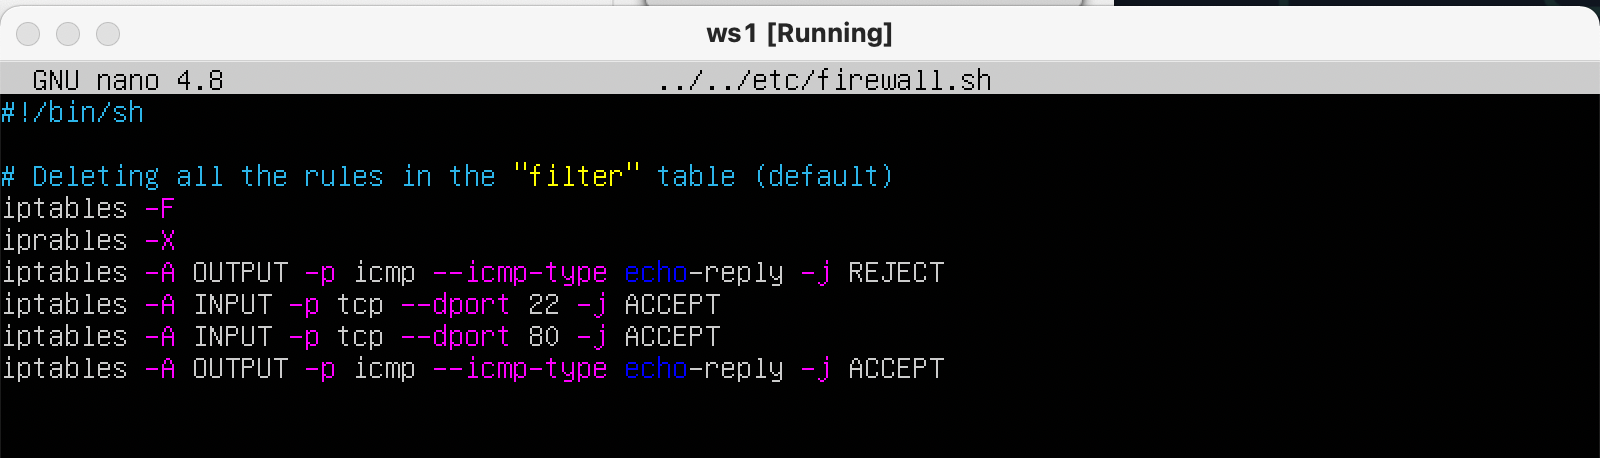 ws1 [Running]
GNU nano 4.8 ../../etc/firewall.sh
#!/bin/sh
# Deleting all the rules in the "filter" table (default)
iptables -F
iprables -X
iptables -A OUTPUT -p icmp --icmp-type echo-reply -j REJECT
iptables -A INPUT -p tcp --dport 22 -j ACCEPT
iptables -A INPUT -p tcp --dport 80 -j ACCEPT
iptables -A OUTPUT -p icmp --icmp-type echo-reply -j ACCEPT